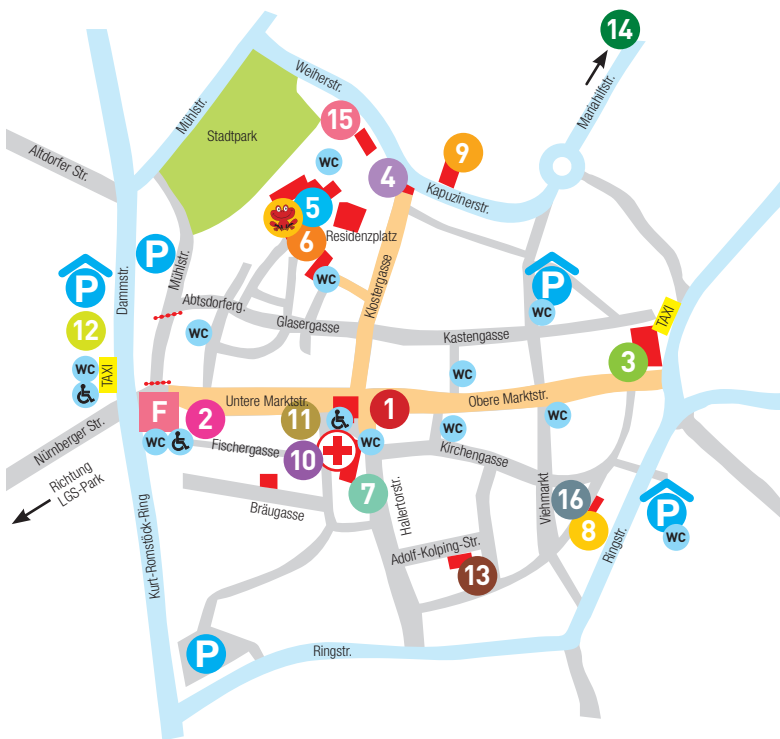 14
Weiherstr.
Mühlstr.
Mariahilfstr.
15
Stadtpark
Altdorfer Str.
WC
9
4
Kapuzinerstr.
5
6
Residenzplatz
P
P
Mühlstr.
WC
P
Dammstr.
Klostergasse
Abtsdorferg.
WC
TAXI
12
WC
Glasergasse
Kastengasse
3
WC
TAXI
WC
Untere Marktstr.
Obere Marktstr.
F
2
11
1
WC
Nürnberger Str.
WC
Fischergasse
10
WC
WC
Kirchengasse
Richtung
LGS-Park
7
Hallertorstr.
Viehmarkt
16
8
P
WC
Bräugasse
Ringstr.
Adolf-Kolping-Str.
13
Kurt-Romstöck-Ring
P
Ringstr.